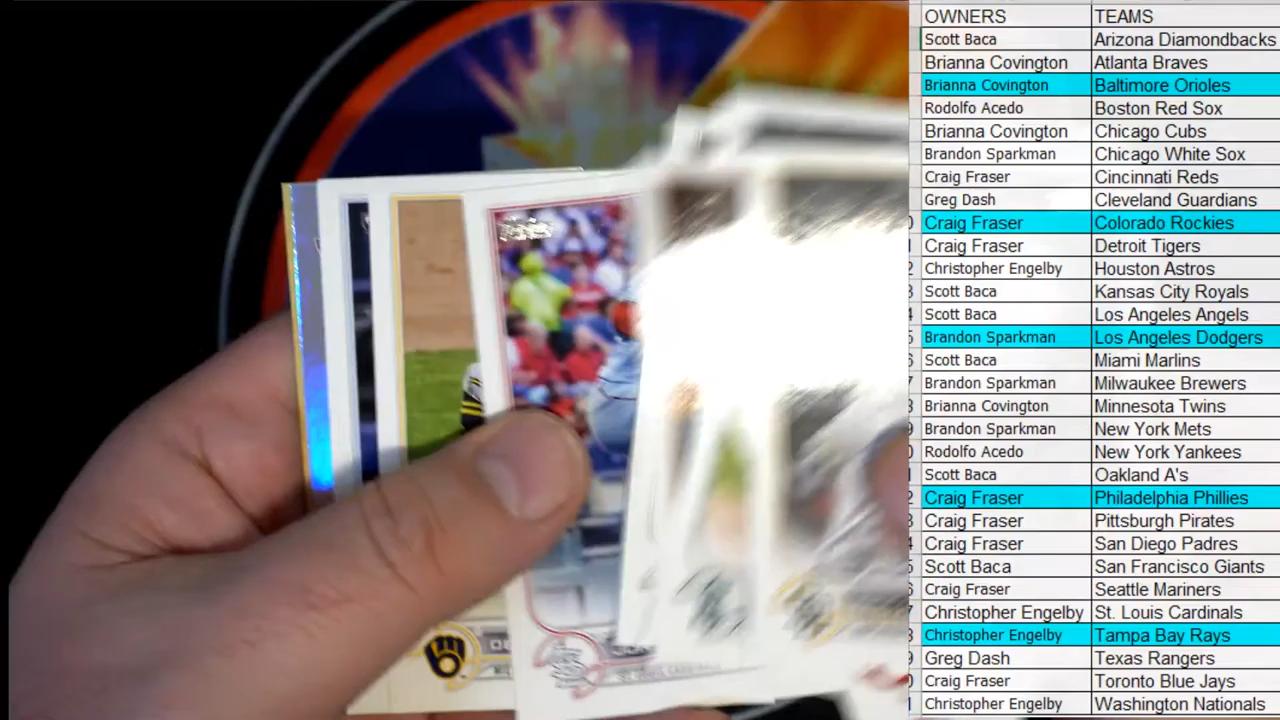 OWNERS TEAMS
Scott Baca Arizona Diamondbacks
Brianna Covington Atlanta Braves
Brianna Covington Baltimore Orioles
Rodolfo Acedo Boston Red Sox
Brianna Covington Chicago Cubs
Brandon Sparkman Chicago White Sox
Craig Fraser Cincinnati Reds
Greg Dash Cleveland Guardians
Craig Fraser Colorado Rockies
Craig Fraser Detroit Tigers
Christopher Engelby Houston Astros
Scott Baca Kansas City Royals
Scott Baca Los Angeles Angels
Brandon Sparkman Los Angeles Dodgers
Scott Baca Miami Marlins
Brandon Sparkman Milwaukee Brewers
Brianna Covington Minnesota Twins
Brandon Sparkman New York Mets
Rodolfo Acedo New York Yankees
Scott Baca Oakland A's
Craig Fraser Philadelphia Phillies
Craig Fraser Pittsburgh Pirates
Craig Fraser San Diego Padres
Scott Baca San Francisco Giants
Craig Fraser Seattle Mariners
Christopher Engelby St. Louis Cardinals
Christopher Engelby Tampa Bay Rays
Greg Dash Texas Rangers
Craig Fraser Toronto Blue Jays
Christopher Engelby Washington Nationals